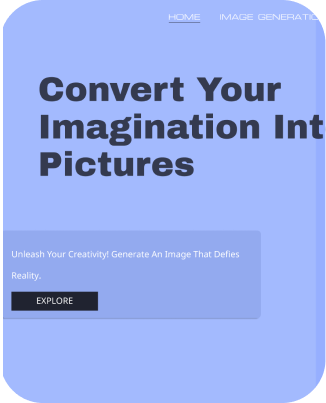 HOME IMAGE GENERATIO
Convert Your
Imagination Int
Pictures
Unleash Your Creativity! Generate An Image That Defies
Reality.
EXPLORE